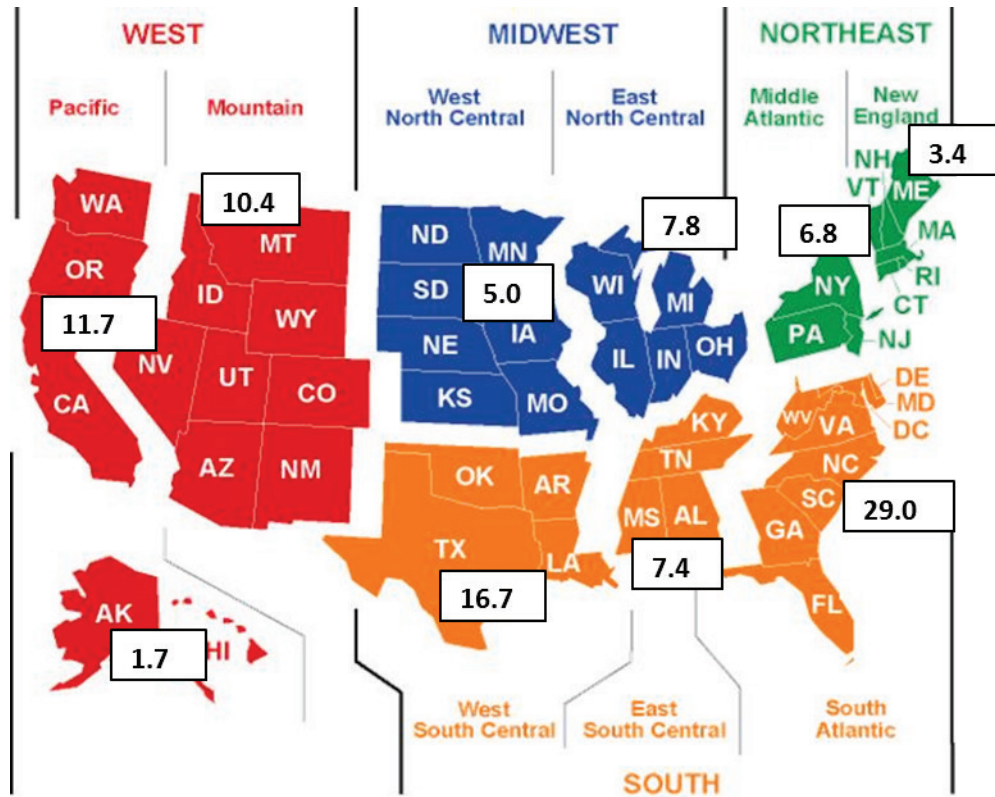 WEST
MIDWEST
NORTHEAST
Pacific
Mountain
West
North Central
East
North Central
Middle
Atlantic
New
England
3.4
NH
VT
ME
WA
10.4
MT
ND
MN
7.8
6.8
MA
OR
ID
SD
5.0
WI
MI
NY
RI
CT
11.7
WY
NE
IA
PA
NJ
NV
UT
CO
IL
IN
OH
CA
KS
MO
DE
MD
DC
KY
WV
VA
AZ
NM
OK
AR
TN
NC
SC
29.0
MS
AL
GA
TX
LA
7.4
16.7
FL
AK
HI
1.7
West
South Central
East
South Central
South
Atlantic
SOUTH